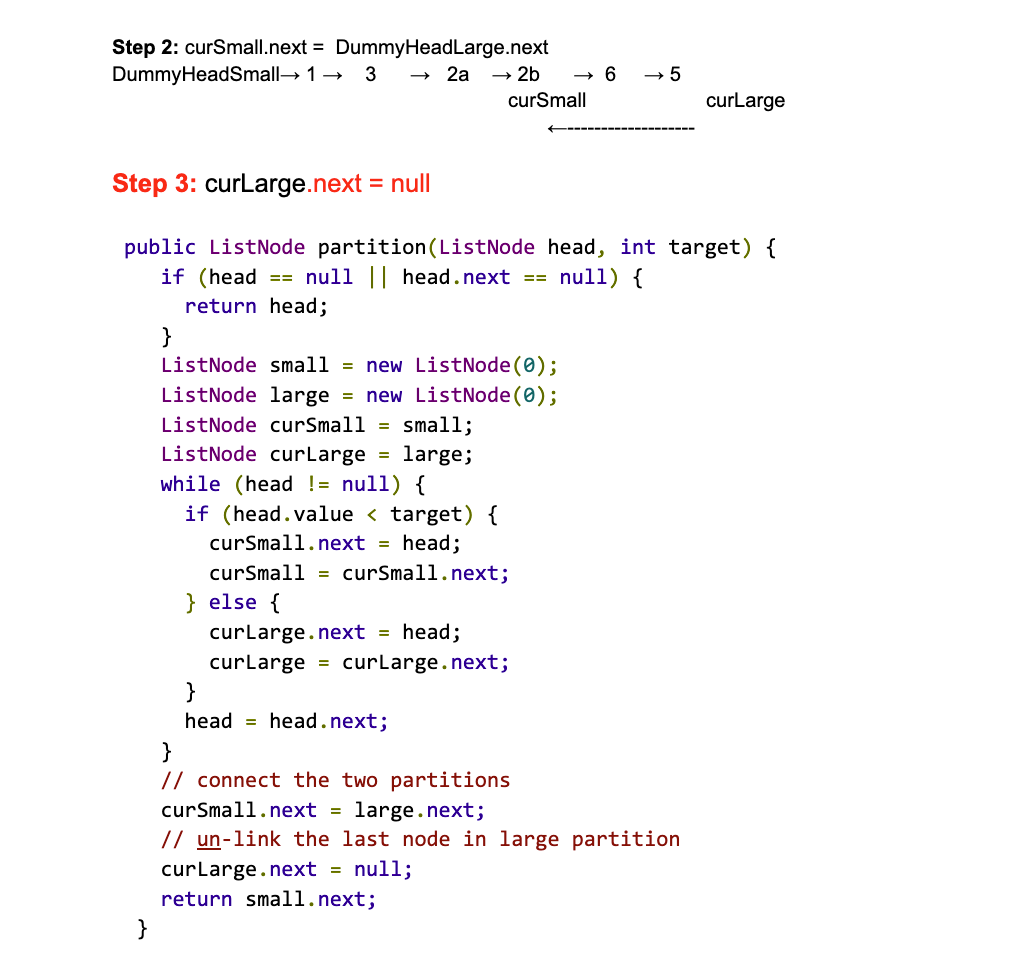 Step 2: curSmall.next =  DummyHeadLarge.next
DummyHeadSmall→ 1 →    3      →   2a    → 2b      →  6     → 5
curSmall                      curLarge
←-------------------
Step 3: curLarge.next = null
public ListNode partition(ListNode head, int target) {
   if (head == null || head.next == null) {
     return head;
   }
   ListNode small = new ListNode(0);
   ListNode large = new ListNode(0);
   ListNode curSmall = small;
   ListNode curLarge = large;
   while (head != null) {
     if (head.value < target) {
       curSmall.next = head;
       curSmall = curSmall.next;
     } else {
       curLarge.next = head;
       curLarge = curLarge.next;
     }
     head = head.next;
   }
   // connect the two partitions
   curSmall.next = large.next;
   // un-link the last node in large partition
   curLarge.next = null;
   return small.next;
 }